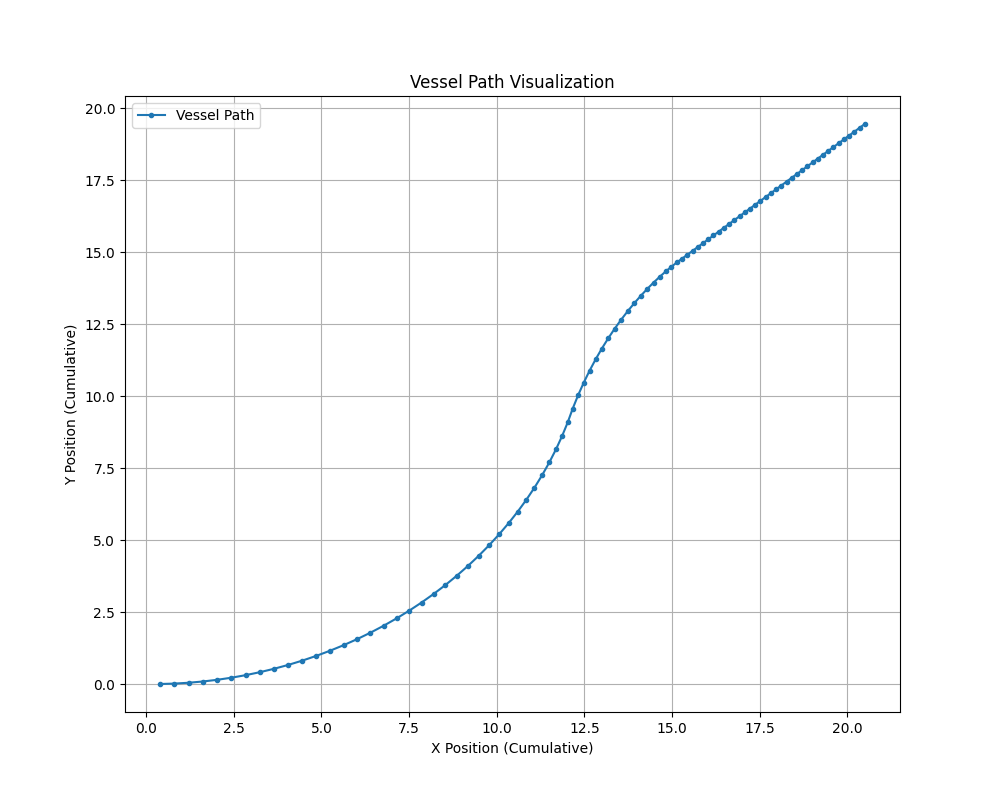 Vessel Path Visualization
Vessel Path
20.0
17.5
15.0
12.5
10.0
7.5
5.0
2.5
0.0
Y Position (Cumulative)
0.0 2.5 5.0 7.5 10.0 12.5 15.0 17.5 20.0
X Position (Cumulative)